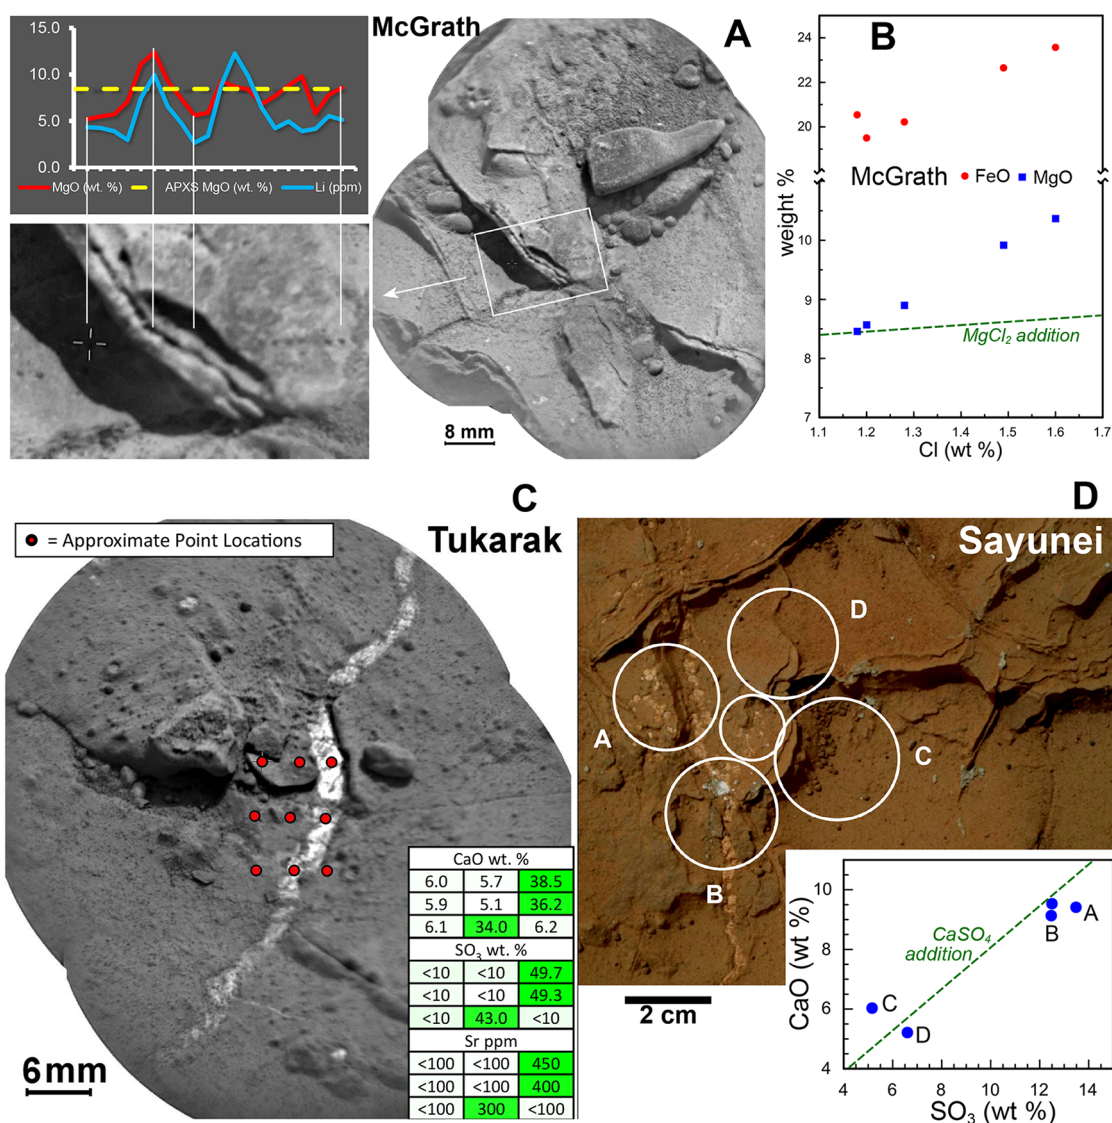 McGrath
A
15.0
10.0
5.0
0.0
MgO (wt. %)
APXS MgO (wt. %)
Li (ppm)
8 mm
B
24
22
20
McGrath
FeO
MgO
weight %
10
9
8
7
MgCl2 addition
1.1
1.2
1.3
1.4
1.5
1.6
1.7
Cl (wt %)
C
= Approximate Point Locations
Tukarak
CaO wt. %
6.0 5.7 38.5
5.9 5.1 36.2
6.1 34.0 6.2
SO3 wt. %
<10 <10 49.7
<10 <10 49.3
<10 43.0 <10
Sr ppm
<100 <100 450
<100 <100 400
<100 300 <100
6mm
D
Sayunei
D
A
C
B
2 cm
10
8
6
4
CaO (wt %)
CaSO4
addition
A
B
C
D
4
6
8
10
12
14
SO3 (wt %)